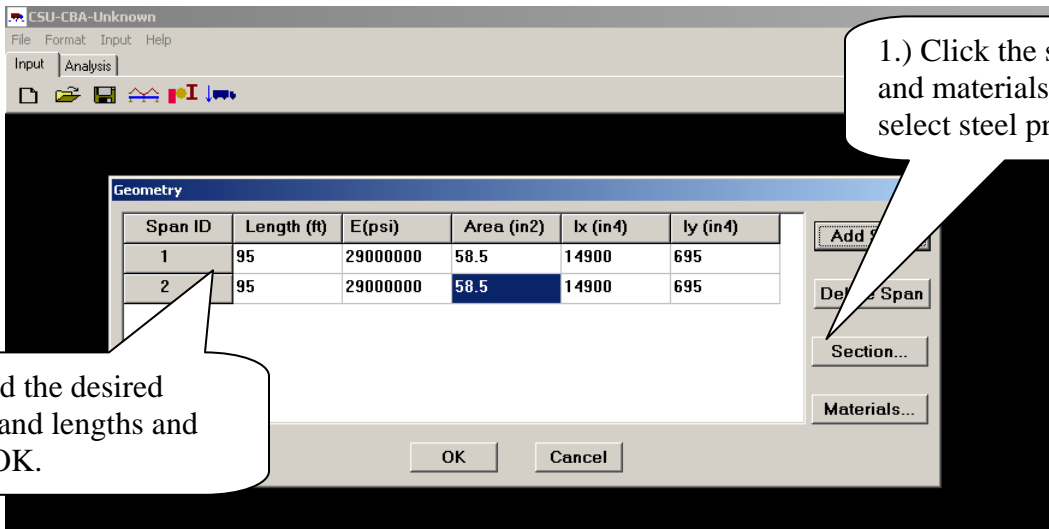 CSU-CBA-Unknown
File Format Input Help
Input Analysis
1.) Click the
and materials
select steel
Geometry
Span ID Length (ft) E(psi) Area (in2) Ix (in4) Iy (in4)
Add
1 95 29000000 58.5 14900 695
2 95 29000000 58.5 14900 695
Span
Section...
the desired
and lengths and
OK.
Materials...
OK Cancel